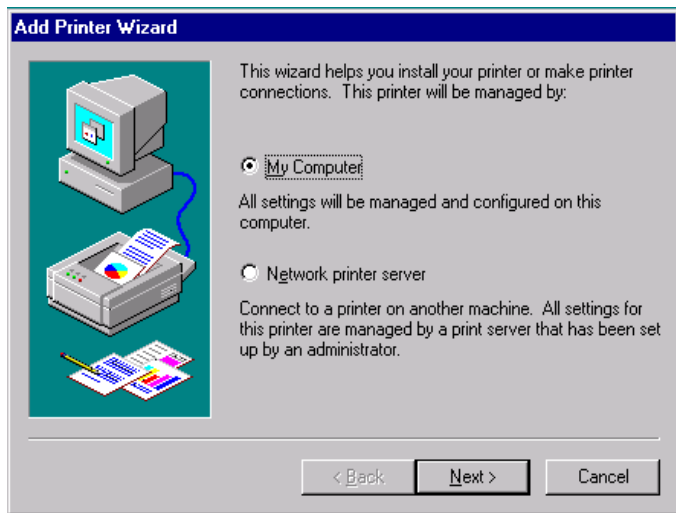 Add Printer Wizard
This wizard helps you install your printer or make printer
connections.  This printer will be managed by:
My Computer
All settings will be managed and configured on this
computer.
Network printer server
Connect to a printer on another machine.  All settings for
this printer are managed by a print server that has been set
up by an administrator.
< Back
Next >
Cancel